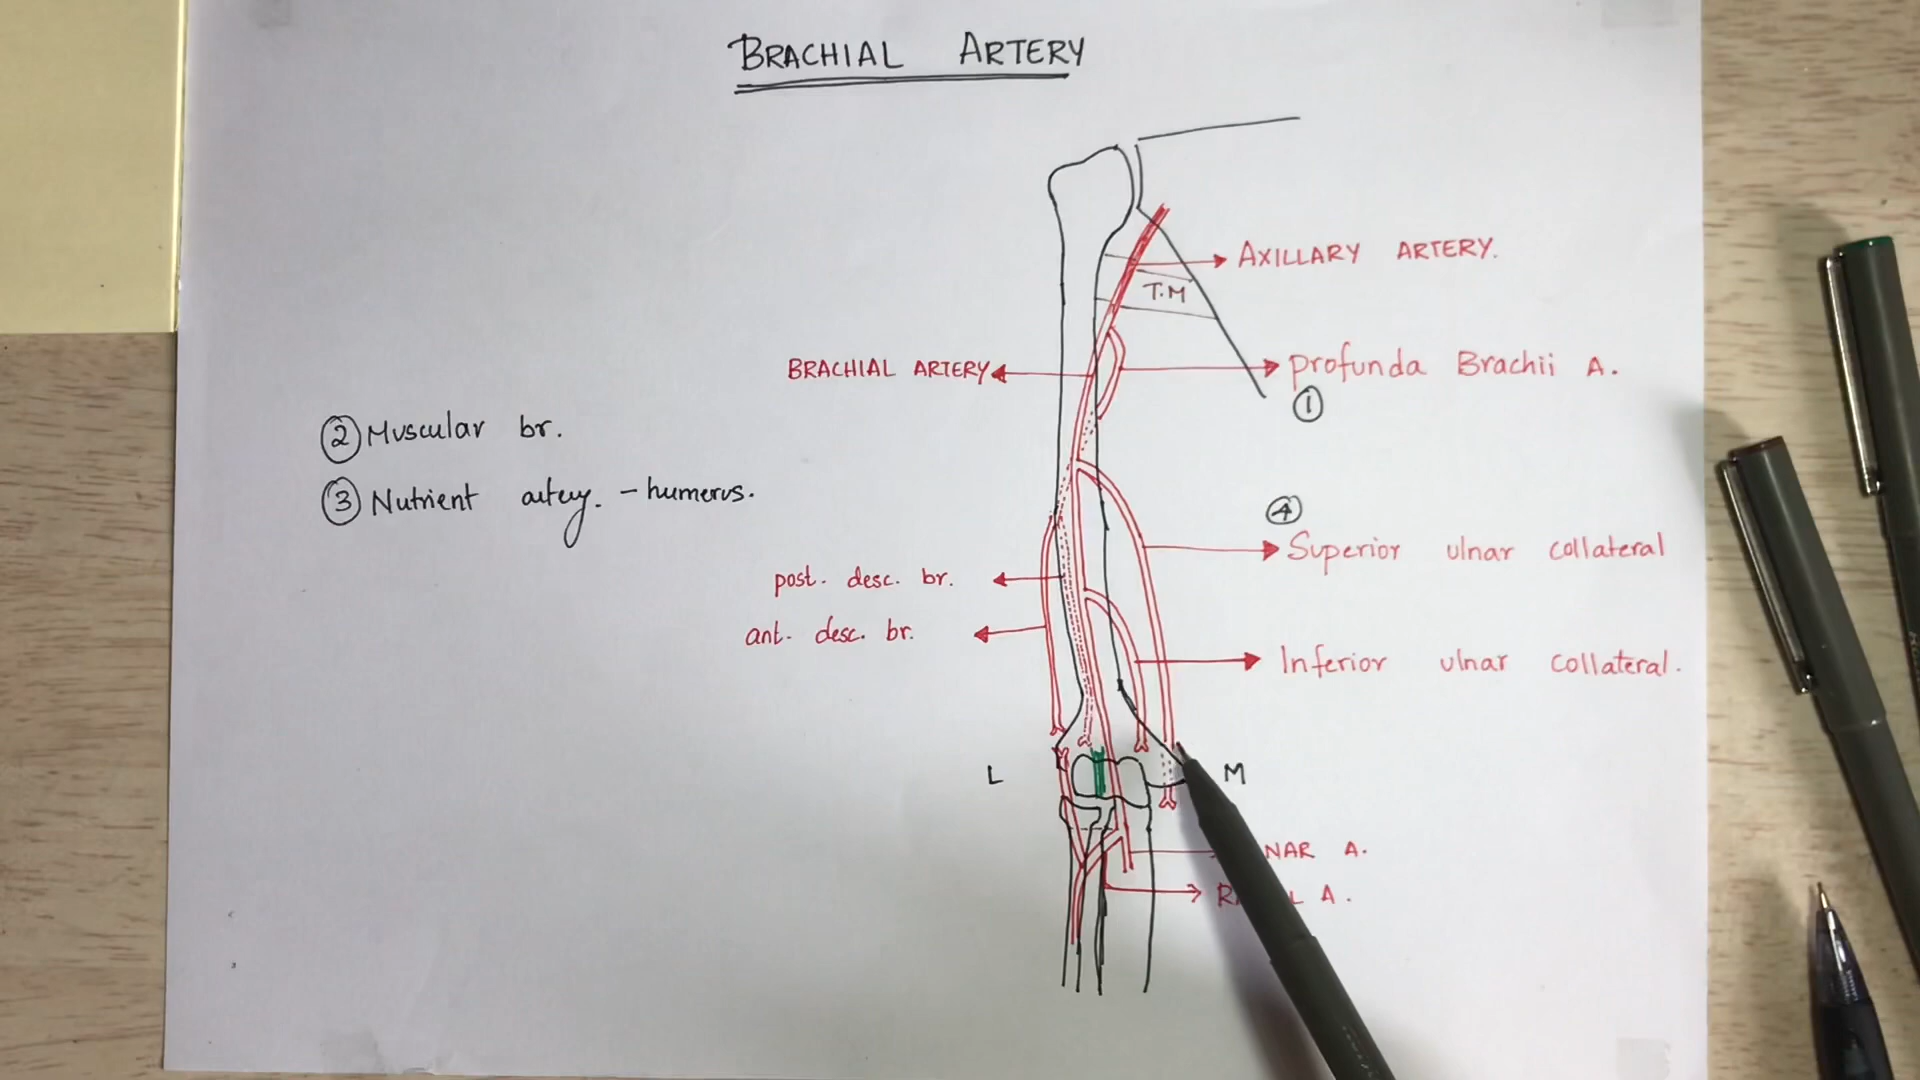 BRACHIAL ARTERY
AXILLARY ARTERY.
T.M
BRACHIAL ARTERY
Profunda Brachii A.
1
2 Muscular br.
3 Nutrient artery. - humerus.
4
Superior ulnar collateral
post. desc. br.
ant. desc. br.
Inferior ulnar collateral.
L
M
A.
A.